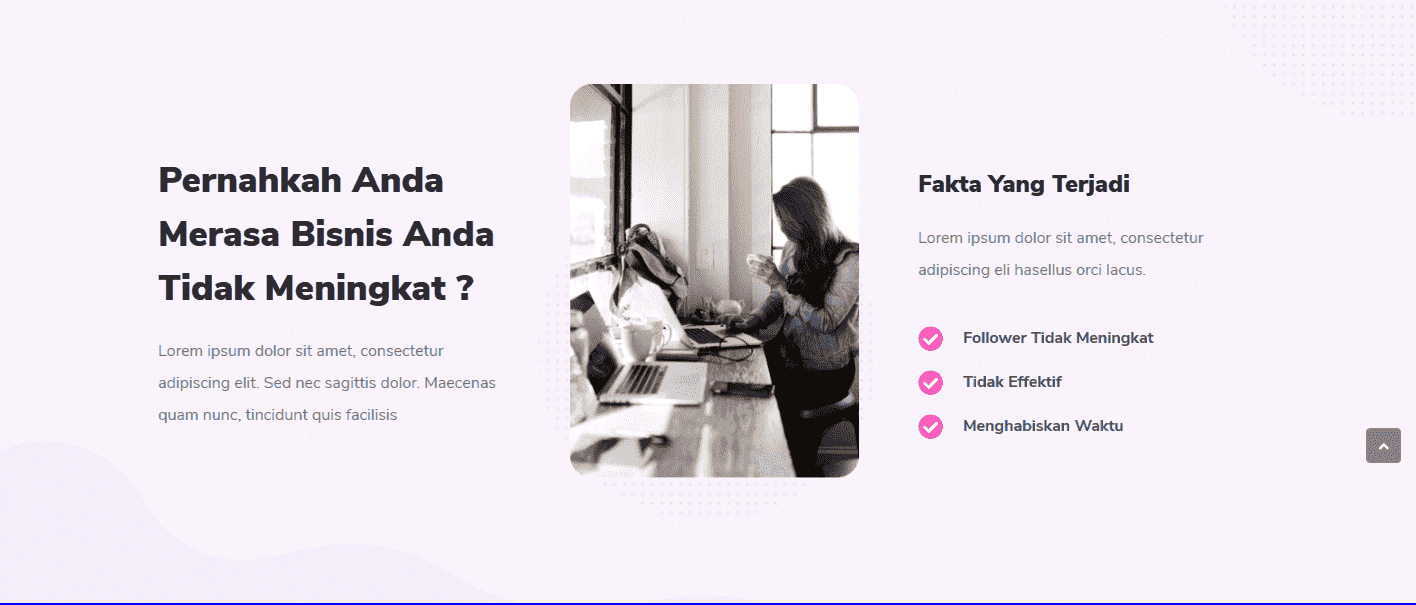 Pernahkah Anda
Merasa Bisnis Anda
Tidak Meningkat ?
Lorem ipsum dolor sit amet, consectetur
adipiscing elit. Sed nec sagittis dolor. Maecenas
quam nunc, tincidunt quis facilisis
Fakta Yang Terjadi
Lorem ipsum dolor sit amet, consectetur
adipiscing eli hasellus orci lacus.
Follower Tidak Meningkat
Tidak Effektif
Menghabiskan Waktu